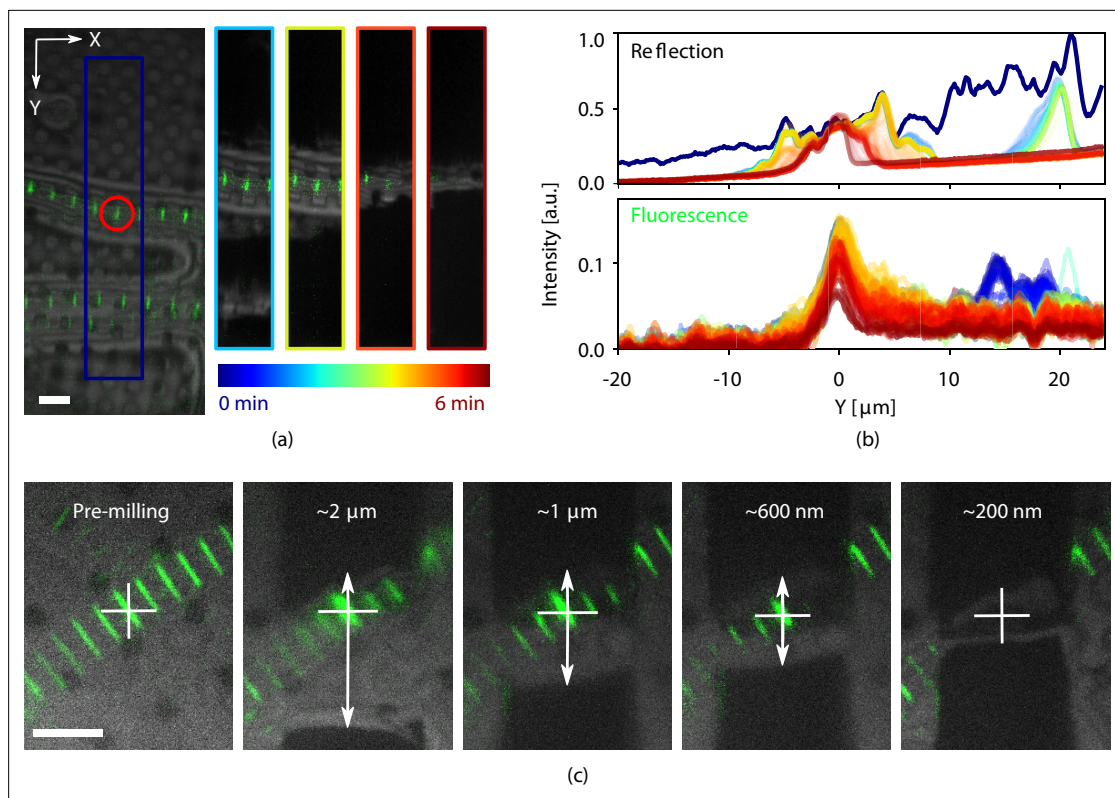 X
Y
0 min
6 min
(a)
Reflection
1.0
0.5
0.0
Intensity [a.u.]
Fluorescence
0.1
0.0
-20
-10
0
10
20
Y [µm]
(b)
Pre-milling
~2 µm
~1 µm
~600 nm
~200 nm
(c)